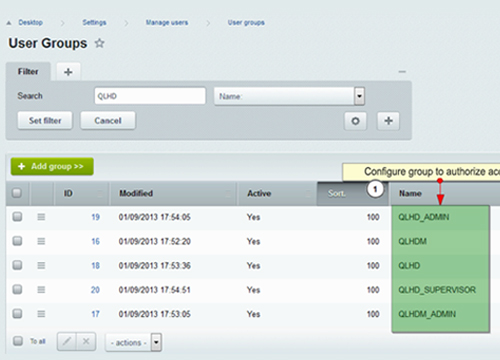 Desktop Settings Manage users User groups
User Groups
Filter +
Search QLHD Name:
Set filter Cancel
+ Add group >>
Configure group to authorize acc
ID Modified Active Sort. 1 Name
19 01/09/2013 17:54:05 Yes 100 QLHD_ADMIN
16 01/09/2013 17:52:20 Yes 100 QLHDM
18 01/09/2013 17:53:36 Yes 100 QLHD
20 01/09/2013 17:54:51 Yes 100 QLHD_SUPERVISOR
17 01/09/2013 17:53:05 Yes 100 QLHDM_ADMIN
To all - actions -